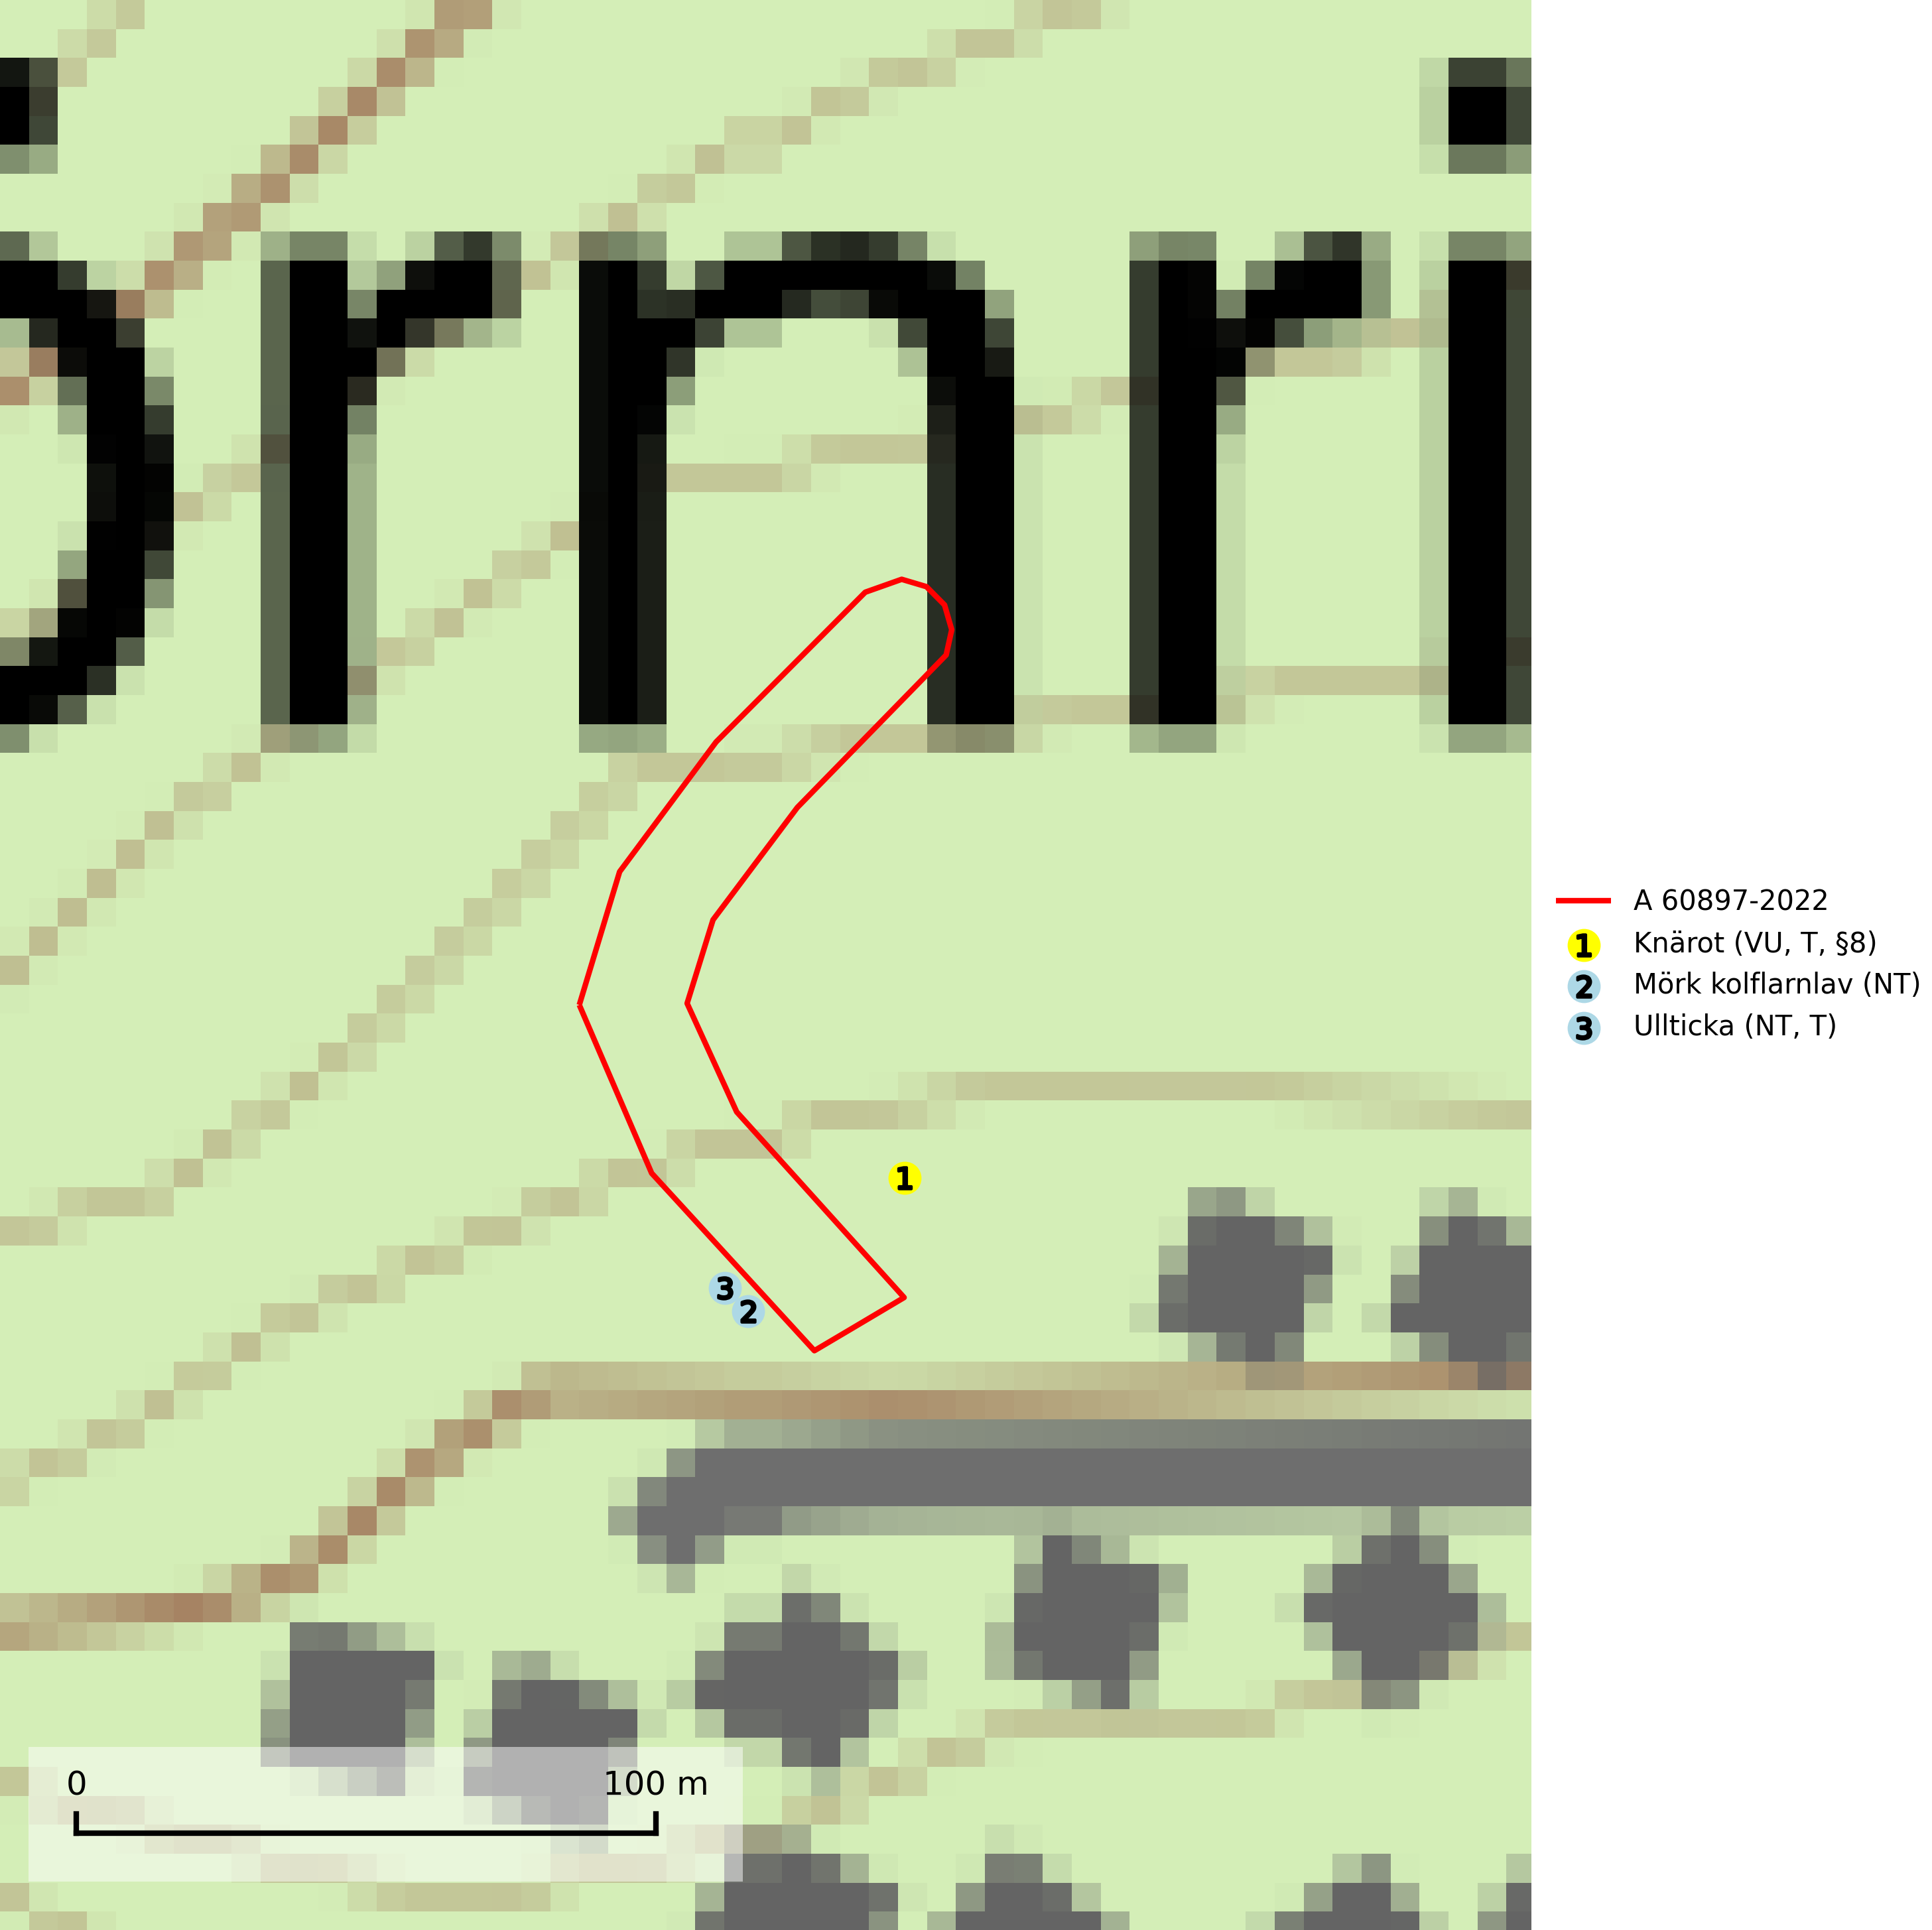 A 60897-2022
1 Knärot (VU, T, §8)
2 Mörk kolflarnlav (NT)
3 Ullticka (NT, T)
1
3
2
0 100 m